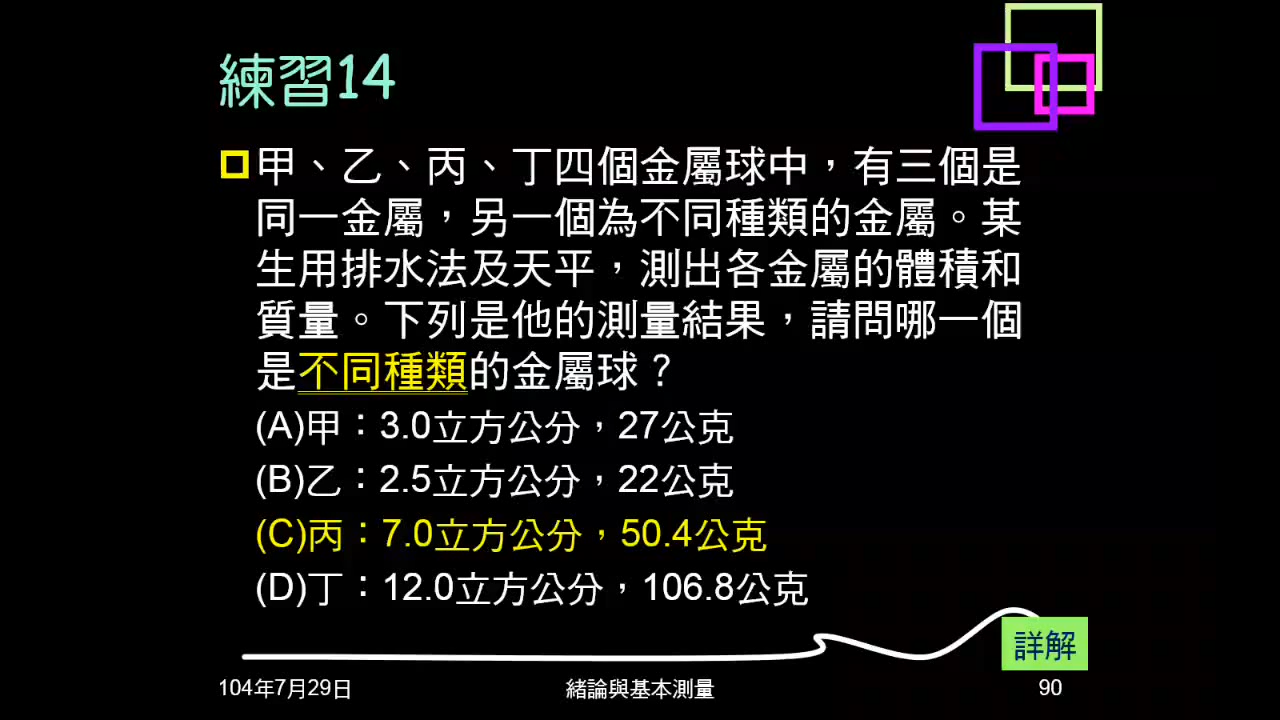 練習14
甲、乙、丙、丁四個金屬球中，有三個是
同一金屬，另一個為不同種類的金屬。某
生用排水法及天平，測出各金屬的體積和
質量。下列是他的測量結果，請問哪一個
是不同種類的金屬球？
(A)甲：3.0立方公分，27公克
(B)乙：2.5立方公分，22公克
(C)丙：7.0立方公分，50.4公克
(D)丁：12.0立方公分，106.8公克
詳解
104年7月29日
緒論與基本測量
90